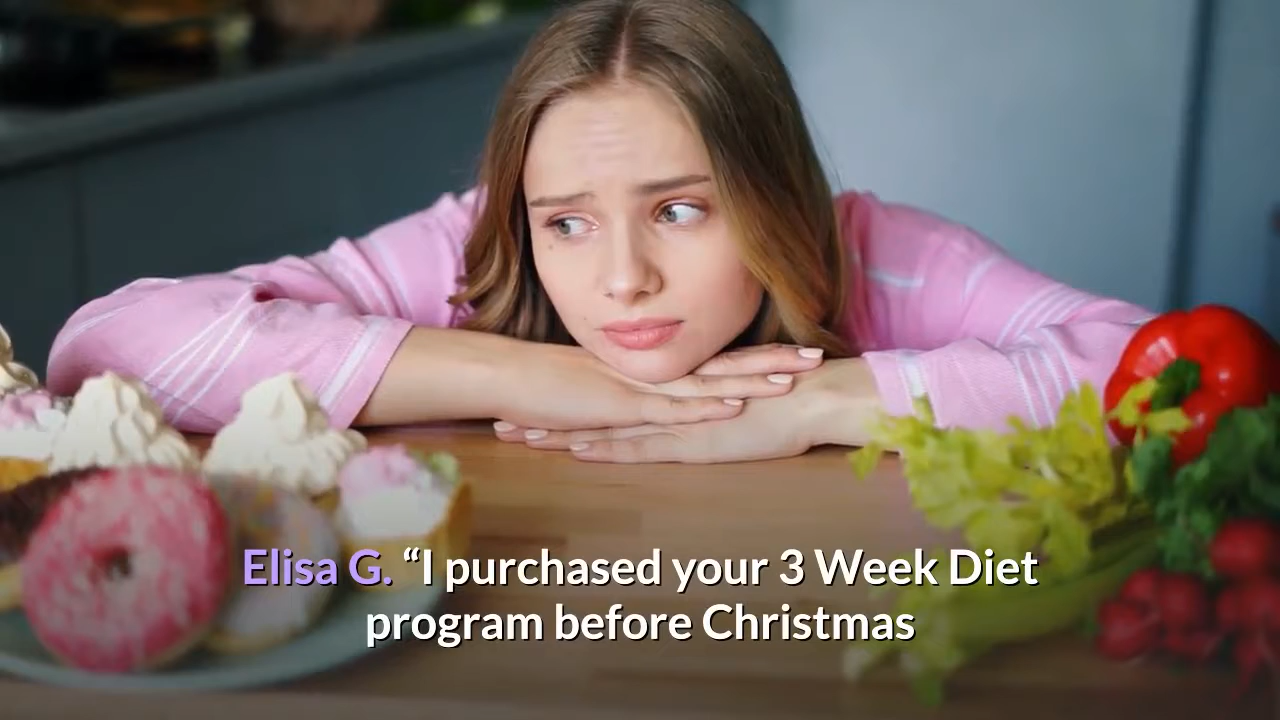 Elisa G. “I purchased your 3 Week Diet
program before Christmas